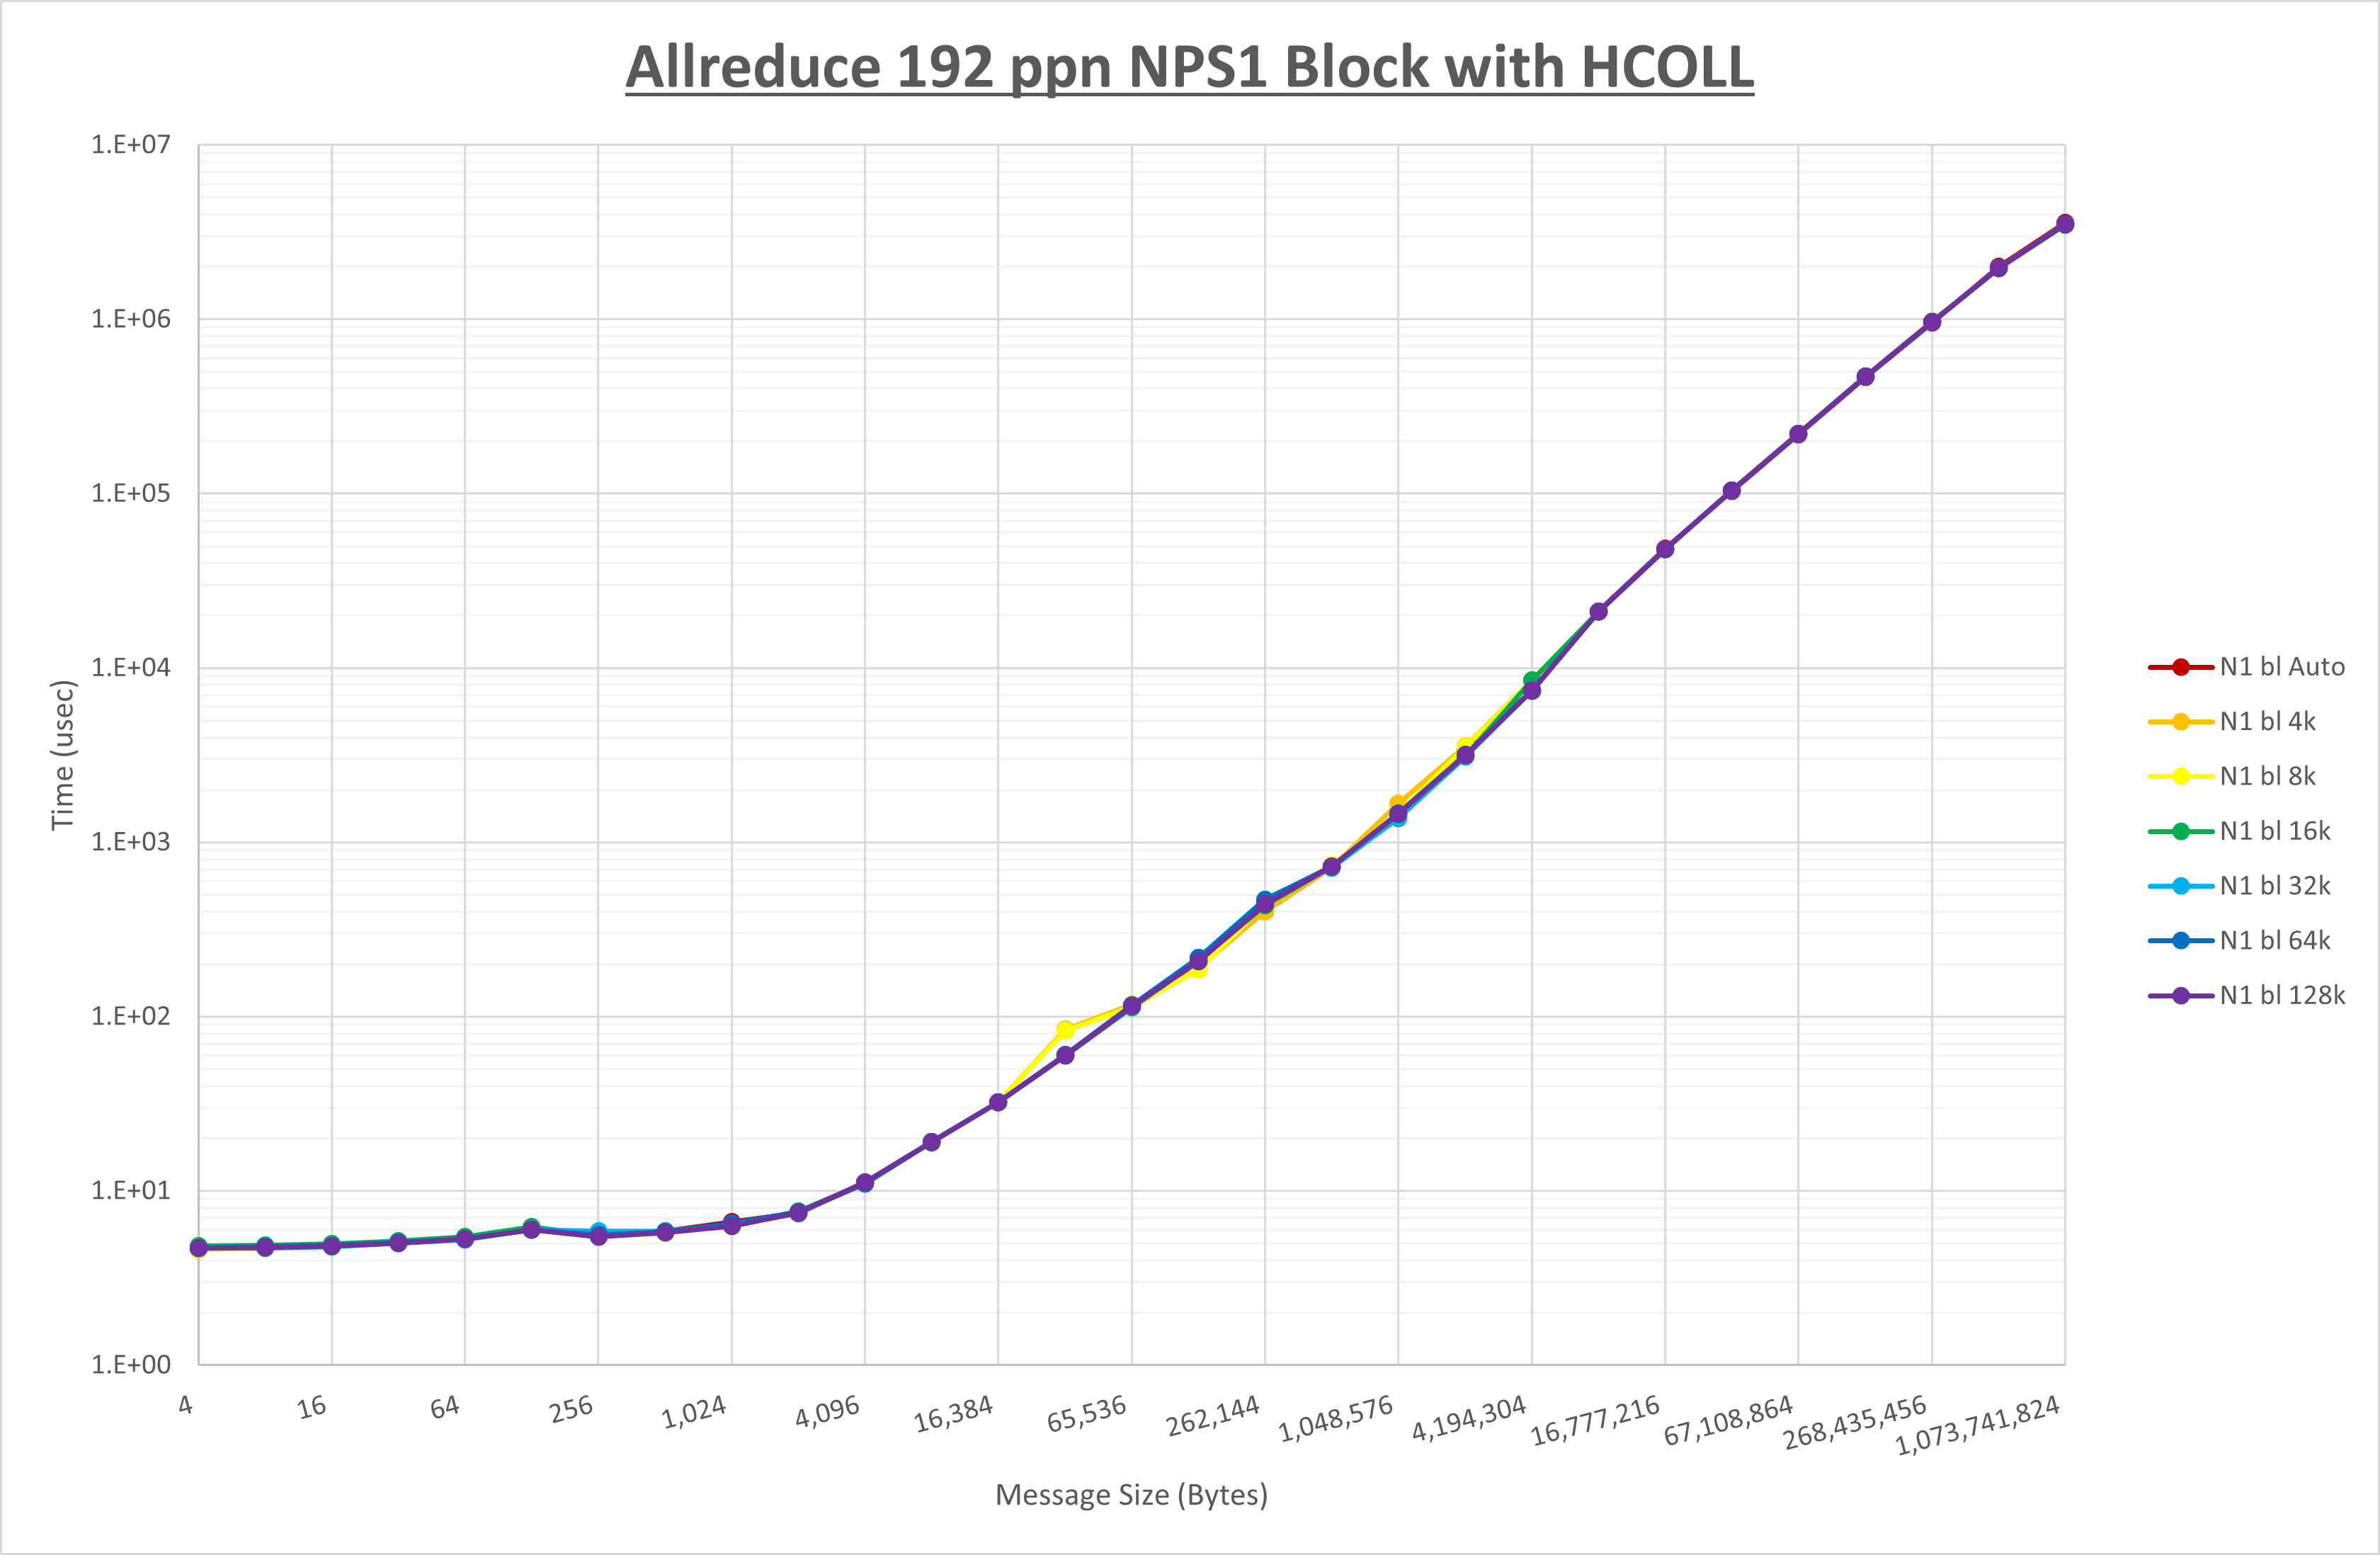 Allreduce 192 ppn NPS1 Block with HCOLL
1.E+07
1.E+06
1.E+05
1.E+04
1.E+03
1.E+02
1.E+01
1.E+00
Time (usec)
4
16
64
256
1,024
4,096
16,384
65,536
262,144
1,048,576
4,194,304
16,777,216
67,108,864
268,435,456
1,073,741,824
Message Size (Bytes)
N1 bl Auto
N1 bl 4k
N1 bl 8k
N1 bl 16k
N1 bl 32k
N1 bl 64k
N1 bl 128k